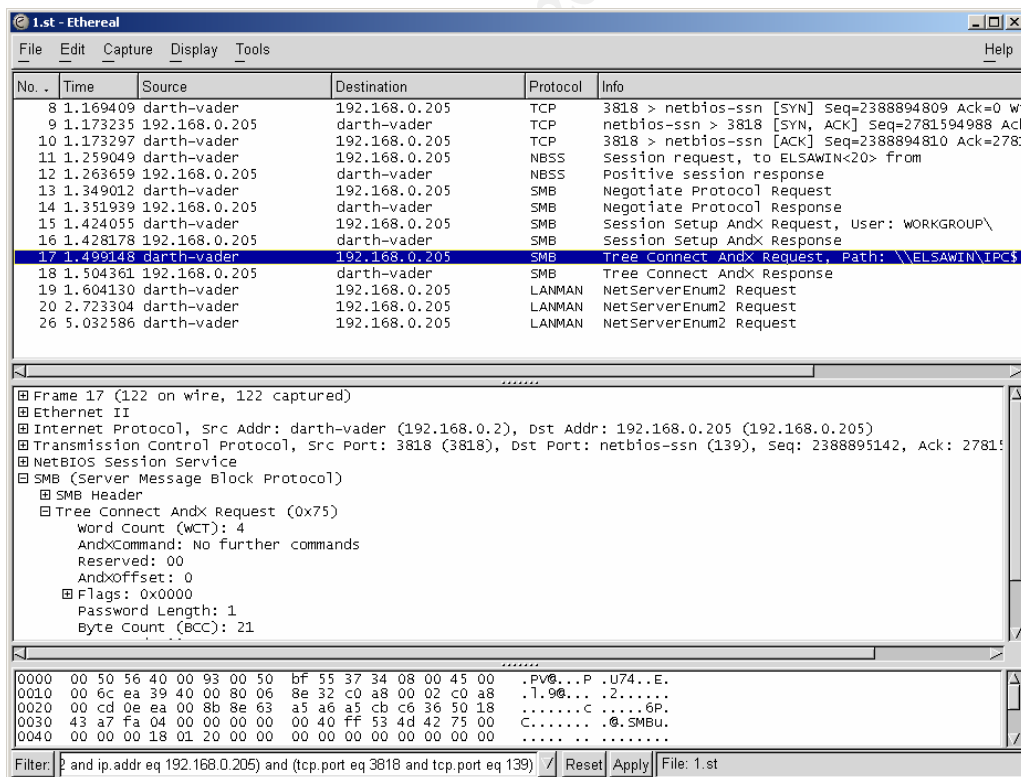 1.st - Ethereal
File Edit Capture Display Tools Help
No. . Time Source Destination Protocol Info
8 1.169409 darth-vader 192.168.0.205 TCP 3818 > netbios-ssn [SYN] Seq=2388894809 Ack=0
9 1.173235 192.168.0.205 darth-vader TCP netbios-ssn > 3818 [SYN, ACK] Seq=2781594988
10 1.173297 darth-vader 192.168.0.205 TCP 3818 > netbios-ssn [ACK] Seq=2388894810
11 1.259049 darth-vader 192.168.0.205 NBSS Session request, to ELSAWIN<20> from
12 1.263659 192.168.0.205 darth-vader NBSS Positive session response
13 1.349012 darth-vader 192.168.0.205 SMB Negotiate Protocol Request
14 1.351939 192.168.0.205 darth-vader SMB Negotiate Protocol Response
15 1.424055 darth-vader 192.168.0.205 SMB Session Setup AndX Request, User: WORKGROUP\
16 1.428178 192.168.0.205 darth-vader SMB Session Setup AndX Response
17 1.499148 darth-vader 192.168.0.205 SMB Tree Connect AndX Request, Path: \\ELSAWIN\IPC$
18 1.504361 192.168.0.205 darth-vader SMB Tree Connect AndX Response
19 1.604130 darth-vader 192.168.0.205 LANMAN NetServerEnum2 Request
20 2.723304 darth-vader 192.168.0.205 LANMAN NetServerEnum2 Request
26 5.032586 darth-vader 192.168.0.205 LANMAN NetServerEnum2 Request
Frame 17 (122 on wire, 122 captured)
Ethernet II
Internet Protocol, Src Addr: darth-vader (192.168.0.2), Dst Addr: 192.168.0.205 (192.168.0.205)
Transmission Control Protocol, Src Port: 3818 (3818), Dst Port: netbios-ssn (139), Seq: 2388895142, Ack: 2781
NetBIOS Session Service
SMB (Server Message Block Protocol)
SMB Header
Tree Connect AndX Request (0x75)
Word Count (WCT): 4
AndXCommand: No further commands
Reserved: 00
AndXOffset: 0
Flags: 0x0000
Password Length: 1
Byte Count (BCC): 21
0000 00 50 56 40 00 93 00 50 bf 55 37 34 08 00 45 00 .PV@...P .U74..E.
0010 00 6c ea 39 40 00 80 06 8e 32 c0 a8 00 02 c0 a8 .l.9@... .2......
0020 00 cd 0e ea 00 8b 8e 63 a5 a6 a5 cb c6 36 50 18 .......c .....6P.
0030 43 a7 fa 04 00 00 00 00 00 40 ff 53 4d 42 75 00 C....... .@.SMBu.
0040 00 00 00 18 01 20 00 00 00 00 00 00 00 00 00 00 ..... .. ........
Filter: 2 and ip.addr eq 192.168.0.205) and (tcp.port eq 3818 and tcp.port eq 139) Reset Apply File: 1.st